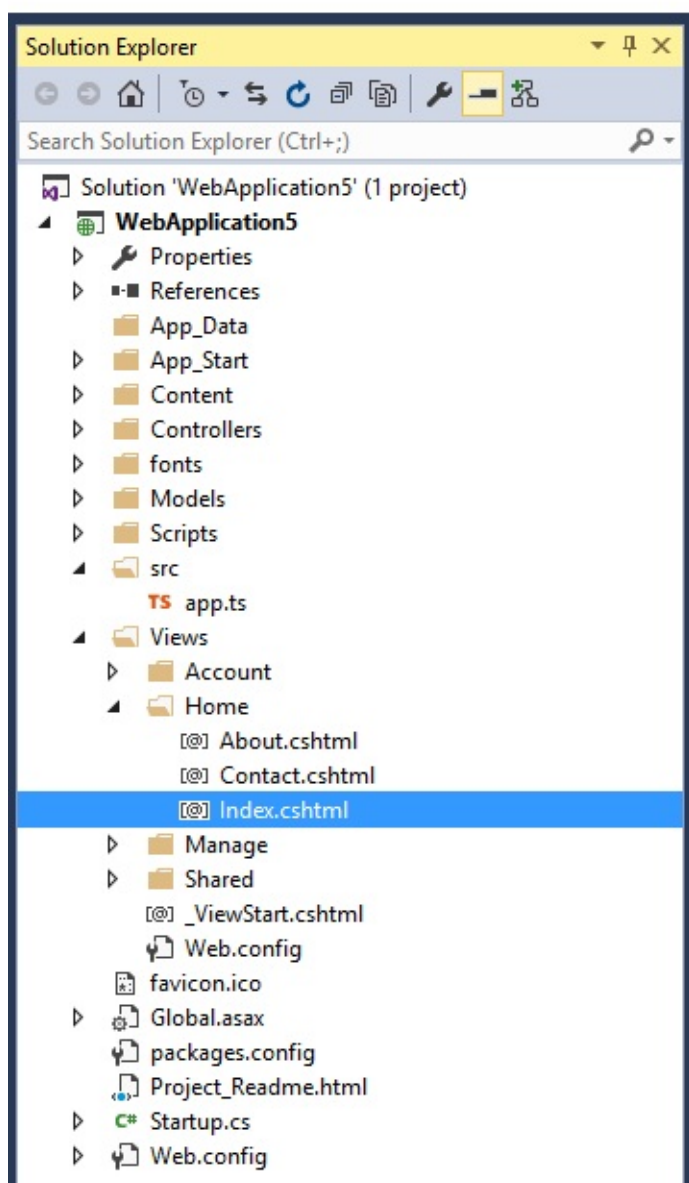 Solution Explorer
Search Solution Explorer (Ctrl+;)
Solution 'WebApplication5' (1 project)
WebApplication5
Properties
References
App_Data
App_Start
Content
Controllers
fonts
Models
Scripts
src
TS app.ts
Views
Account
Home
[@] About.cshtml
[@] Contact.cshtml
[@] Index.cshtml
Manage
Shared
[@] _ViewStart.cshtml
Web.config
favicon.ico
Global.asax
packages.config
Project_Readme.html
C# Startup.cs
Web.config